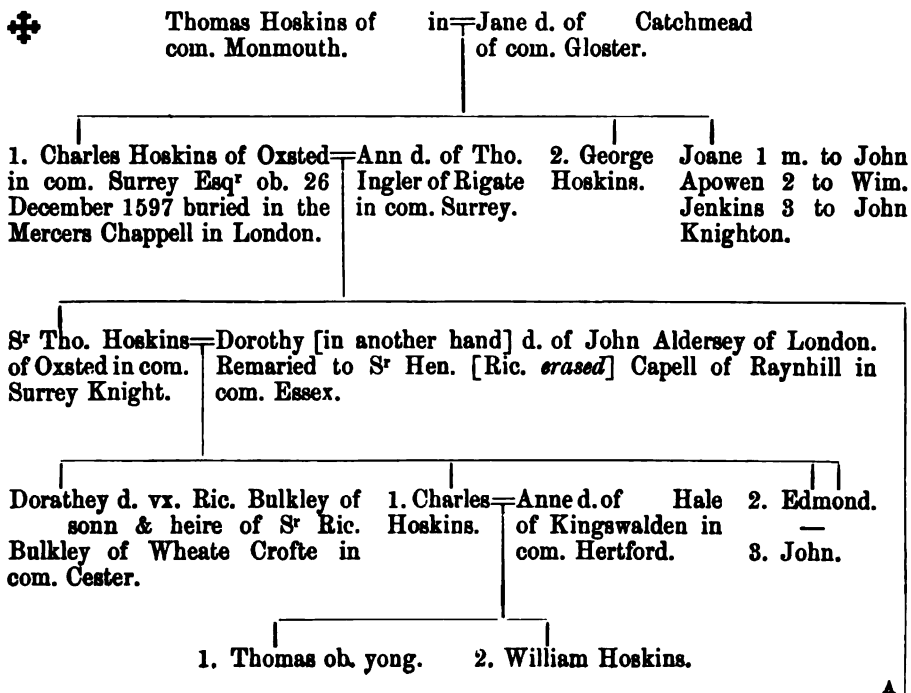 Thomas Hoskins of in Jane d. of Catchmead
com. Monmouth. of com. Gloster.
1. Charles Hoskins of Oxsted
in com. Surrey Esqʳ ob. 26
December 1597 buried in the
Mercers Chappell in London.
Ann d. of Tho.
Ingler of Rigate
in com. Surrey.
2. George
Hoskins.
Joane 1 m. to John
Apowen 2 to Wim.
Jenkins 3 to John
Knighton.
Sʳ Tho. Hoskins
of Oxsted in com.
Surrey Knight.
Dorothy [in another hand] d. of John Aldersey of London.
Remaried to Sʳ Hen. [Ric. erased] Capell of Raynhill in
com. Essex.
Dorathey d. vx. Ric. Bulkley of
sonn & heire of Sʳ Ric.
Bulkley of Wheate Crofte in
com. Cester.
1. Charles
Hoskins.
Anne d. of Hale
of Kingswalden in
com. Hertford.
2. Edmond.
—
3. John.
1. Thomas ob. yong. 2. William Hoskins.
A